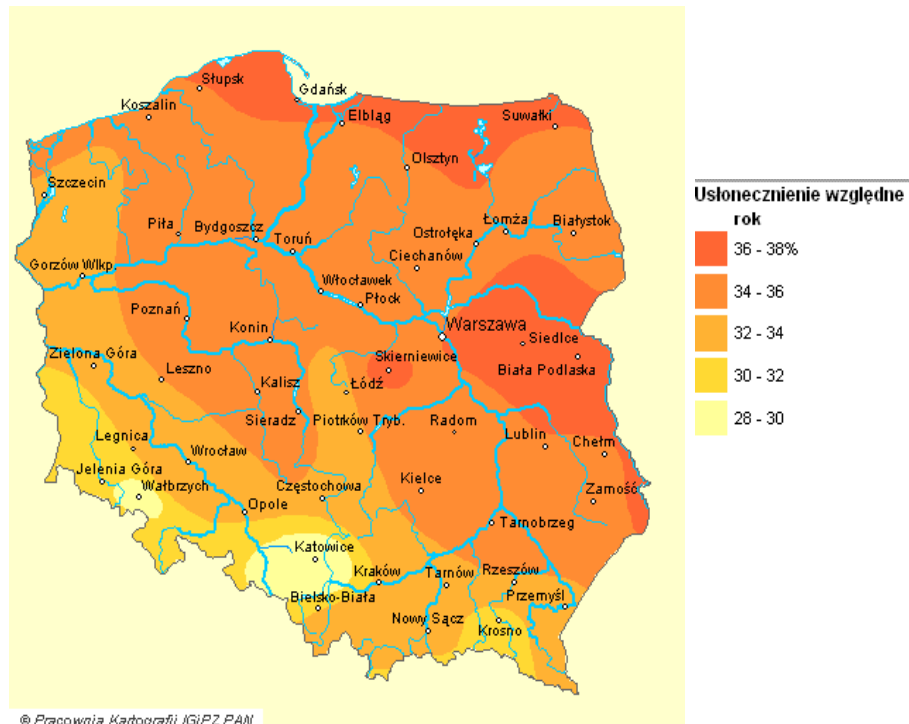 Słupsk
Gdańsk
Koszalin
Elbląg
Suwałki
Olsztyn
Szczecin
Piła
Bydgoszcz
Toruń
Ostrołęka
Łomża
Białystok
Ciechanów
Gorzów Wlkp.
Włocławek
Płock
Poznań
Konin
Warszawa
Siedlce
Skierniewice
Biała Podlaska
Zielona Góra
Leszno
Kalisz
Łódź
Sieradz
Piotrków Tryb.
Radom
Lublin
Chełm
Legnica
Wrocław
Jelenia Góra
Wałbrzych
Częstochowa
Kielce
Zamość
Opole
Tarnobrzeg
Katowice
Kraków
Tarnów
Rzeszów
Bielsko-Biała
Przemyśl
Nowy Sącz
Krosno
© Pracownia Kartografii IGiPZ PAN
Usłonecznienie względne
rok
36 - 38%
34 - 36
32 - 34
30 - 32
28 - 30